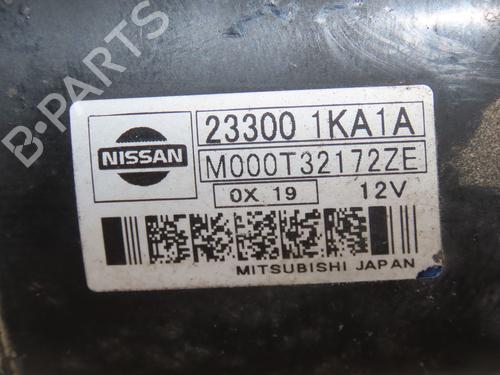 B-PARTS
NISSAN
23300 1KA1A
M000T32172ZE
0X 19
12V
MITSUBISHI JAPAN